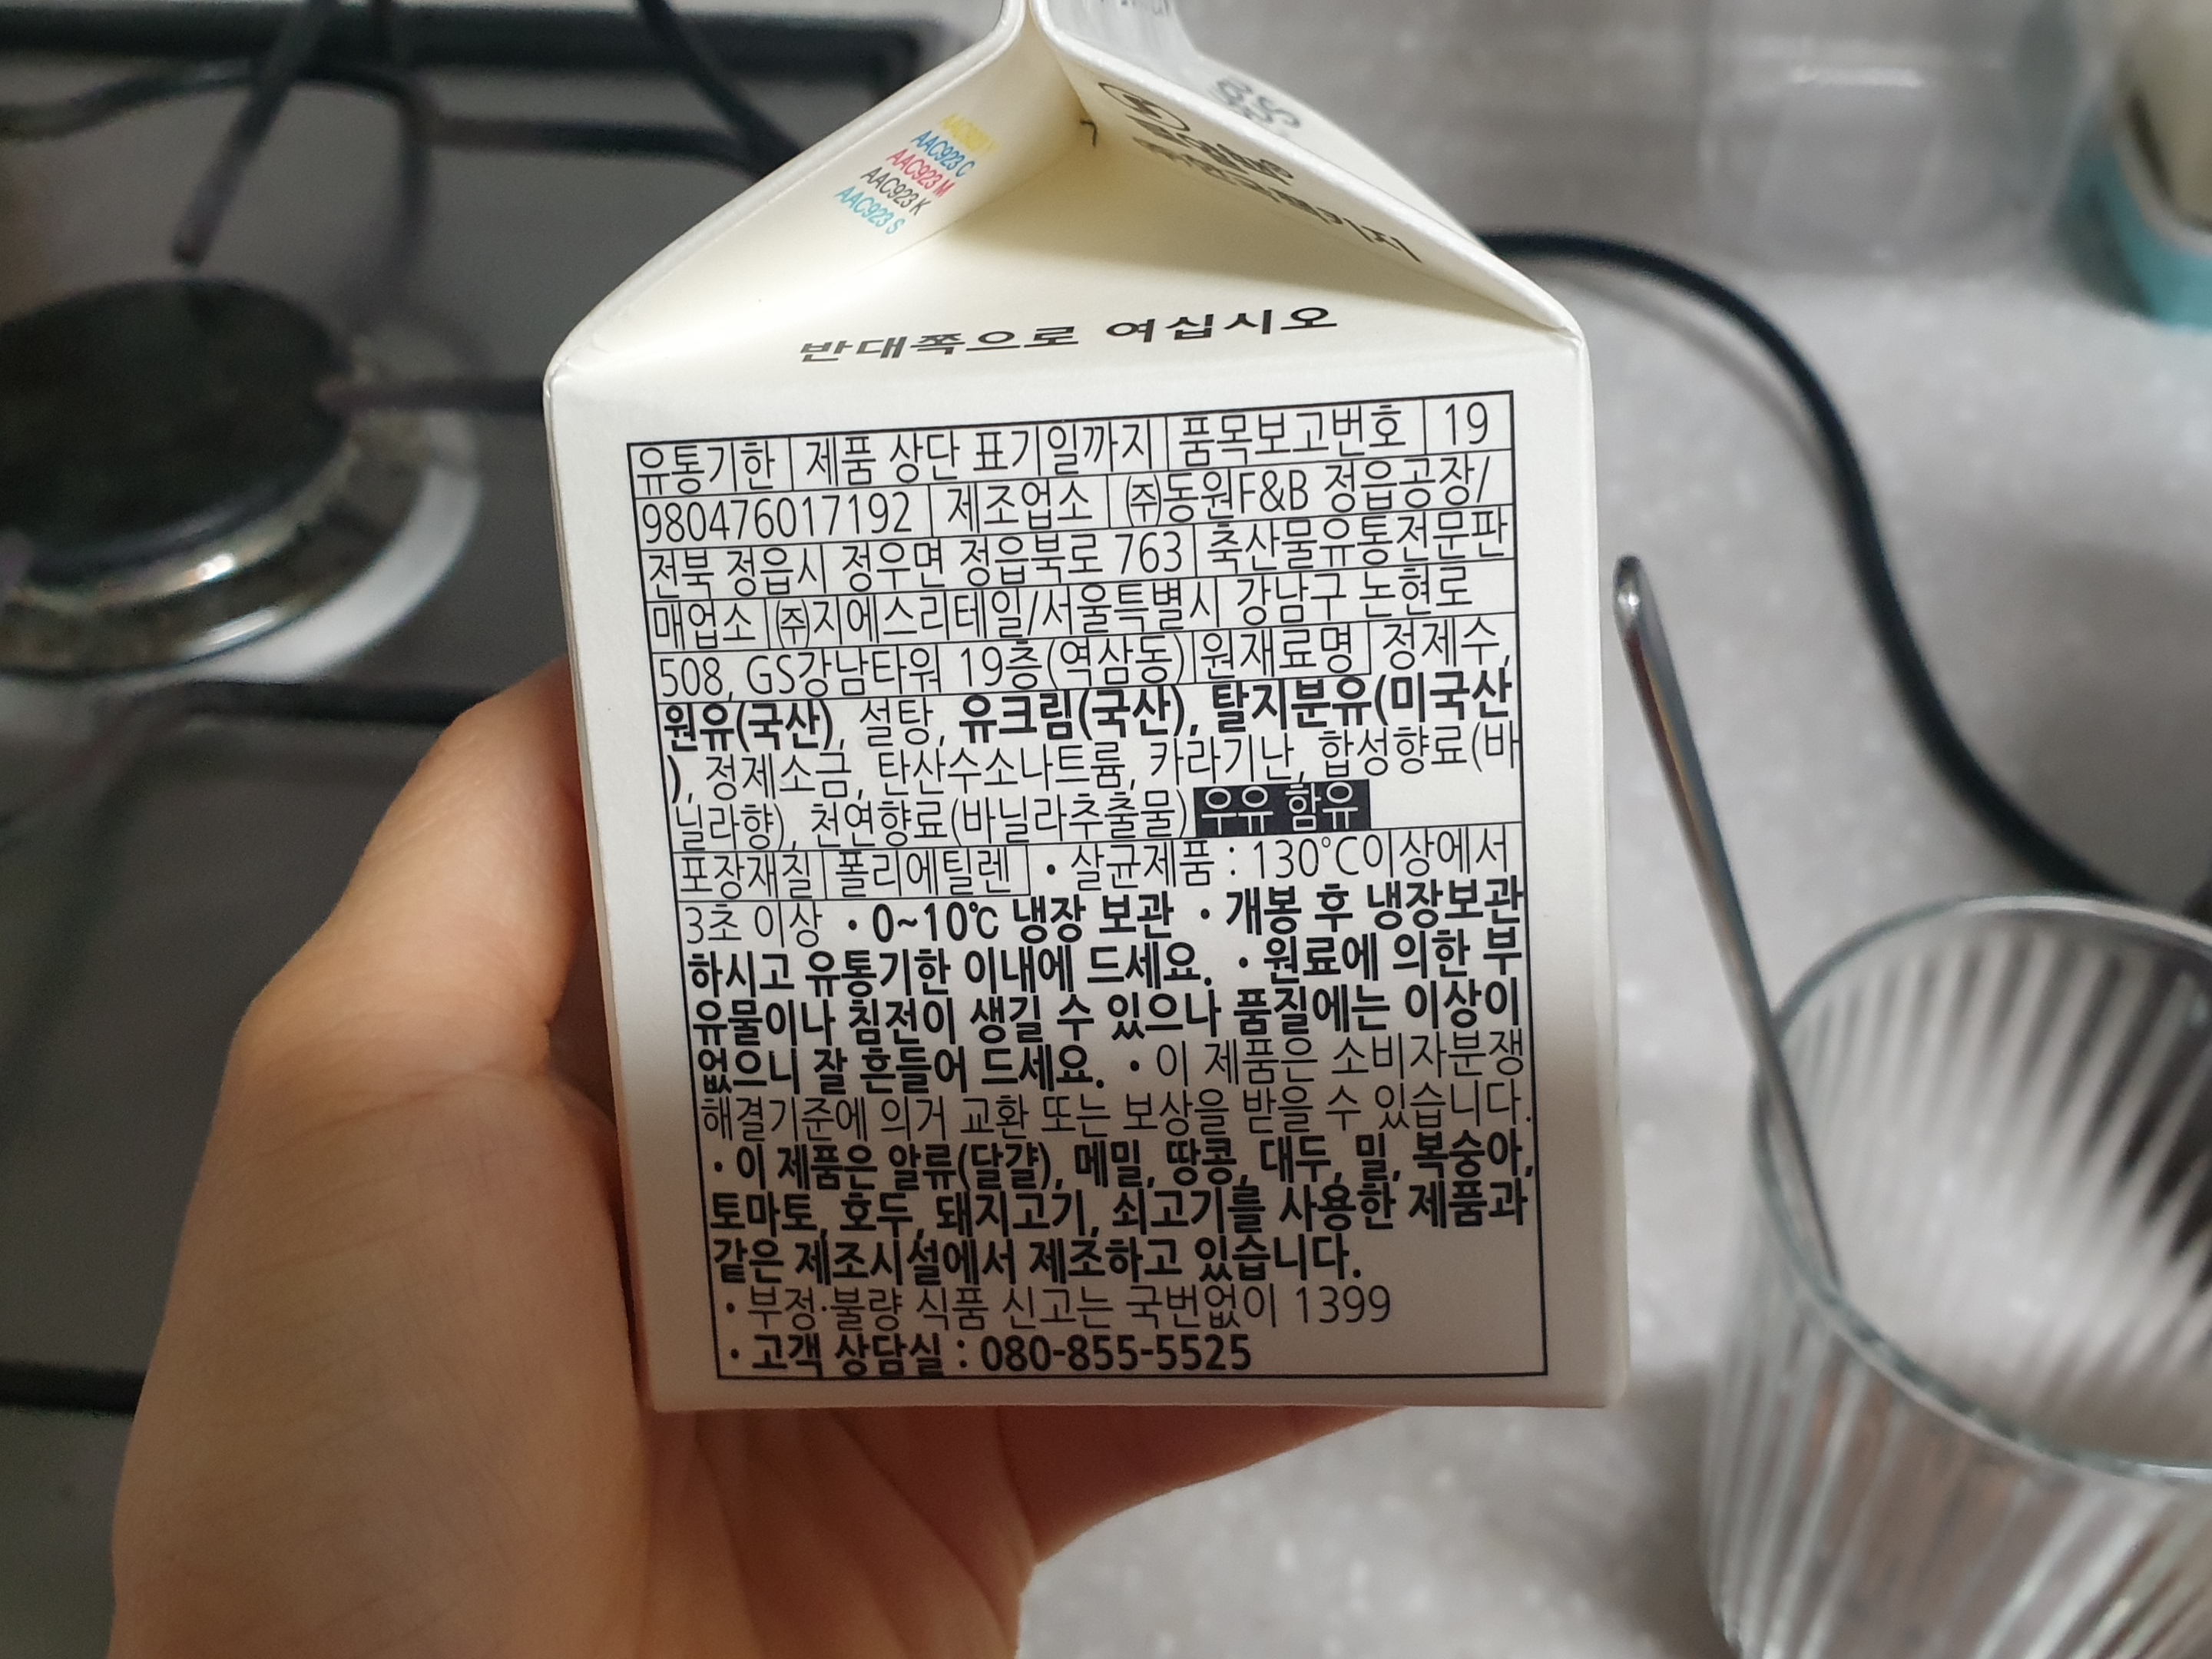 AAC923 Y
AAC923 C
AAC923 M
AAC923 K
AAC923 S
반대쪽으로 여십시오
유통기한 제품 상단 표기일까지 품목보고번호 19
980476017192 제조업소 ㈜동원F&B 정읍공장/
전북 정읍시 정우면 정읍북로 763 축산물유통전문판
매업소 ㈜지에스리테일/서울특별시 강남구 논현로
508, GS강남타워 19층(역삼동) 원재료명 정제수,
원유(국산), 설탕, 유크림(국산), 탈지분유(미국산
), 정제소금, 탄산수소나트륨, 카라기난, 합성향료(바
닐라향), 천연향료(바닐라추출물) 우유 함유
포장재질 폴리에틸렌 • 살균제품 : 130℃이상에서
3초 이상 • 0~10℃ 냉장 보관 • 개봉 후 냉장보관
하시고 유통기한 이내에 드세요. • 원료에 의한 부
유물이나 침전이 생길 수 있으나 품질에는 이상이
없으니 잘 흔들어 드세요. • 이 제품은 소비자분쟁
해결기준에 의거 교환 또는 보상을 받을 수 있습니다.
• 이 제품은 알류(달걀), 메밀, 땅콩, 대두, 밀, 복숭아,
토마토, 호두, 돼지고기, 쇠고기를 사용한 제품과
같은 제조시설에서 제조하고 있습니다.
• 부정·불량 식품 신고는 국번없이 1399
• 고객 상담실 : 080-855-5525